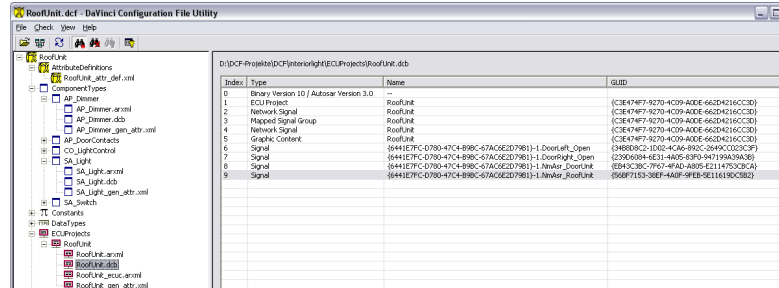 RoofUnit.dcf - DaVinci Configuration File Utility
File Check View Help
RoofUnit
AttributeDefinitions
RoofUnit_attr_def.xml
ComponentTypes
AP_Dimmer
AP_Dimmer.arxml
AP_Dimmer.dcb
AP_Dimmer_gen_attr.xml
AP_DoorContacts
CO_LightControl
SA_Light
SA_Light.arxml
SA_Light.dcb
SA_Light_gen_attr.xml
SA_Switch
Constants
DataTypes
ECUProjects
RoofUnit
RoofUnit.arxml
RoofUnit.dcb
RoofUnit_ecuc.arxml
RoofUnit_gen_attr.xml
D:\DCF-Projekte\DCF\interiorlight\ECUProjects\RoofUnit.dcb
Index Type Name GUID
0 Binary Version 10 / Autosar Version 3.0 --
1 ECU Project RoofUnit {C3E474F7-9270-4C09-A0DE-662D4216CC3D}
2 Network Signal RoofUnit {C3E474F7-9270-4C09-A0DE-662D4216CC3D}
3 Mapped Signal Group RoofUnit {C3E474F7-9270-4C09-A0DE-662D4216CC3D}
4 Network Signal RoofUnit {C3E474F7-9270-4C09-A0DE-662D4216CC3D}
5 Graphic Content RoofUnit {C3E474F7-9270-4C09-A0DE-662D4216CC3D}
6 Signal {6441E7FC-D780-47C4-B9BC-67AC6E2D79B1}-1.DoorLeft_Open {34B8D8C2-1D02-4CA6-892C-2649CC023C3F}
7 Signal {6441E7FC-D780-47C4-B9BC-67AC6E2D79B1}-1.DoorRight_Open {239D6084-6E31-4A05-83F0-947199A39A3B}
8 Signal {6441E7FC-D780-47C4-B9BC-67AC6E2D79B1}-1.NmAsr_DoorUnit {EB43C3BC-7F67-4FAD-A805-E2114753CBCA}
9 Signal {6441E7FC-D780-47C4-B9BC-67AC6E2D79B1}-1.NmAsr_RoofUnit {56BF7153-38EF-4A0F-9FEB-5E11619DC5B2}